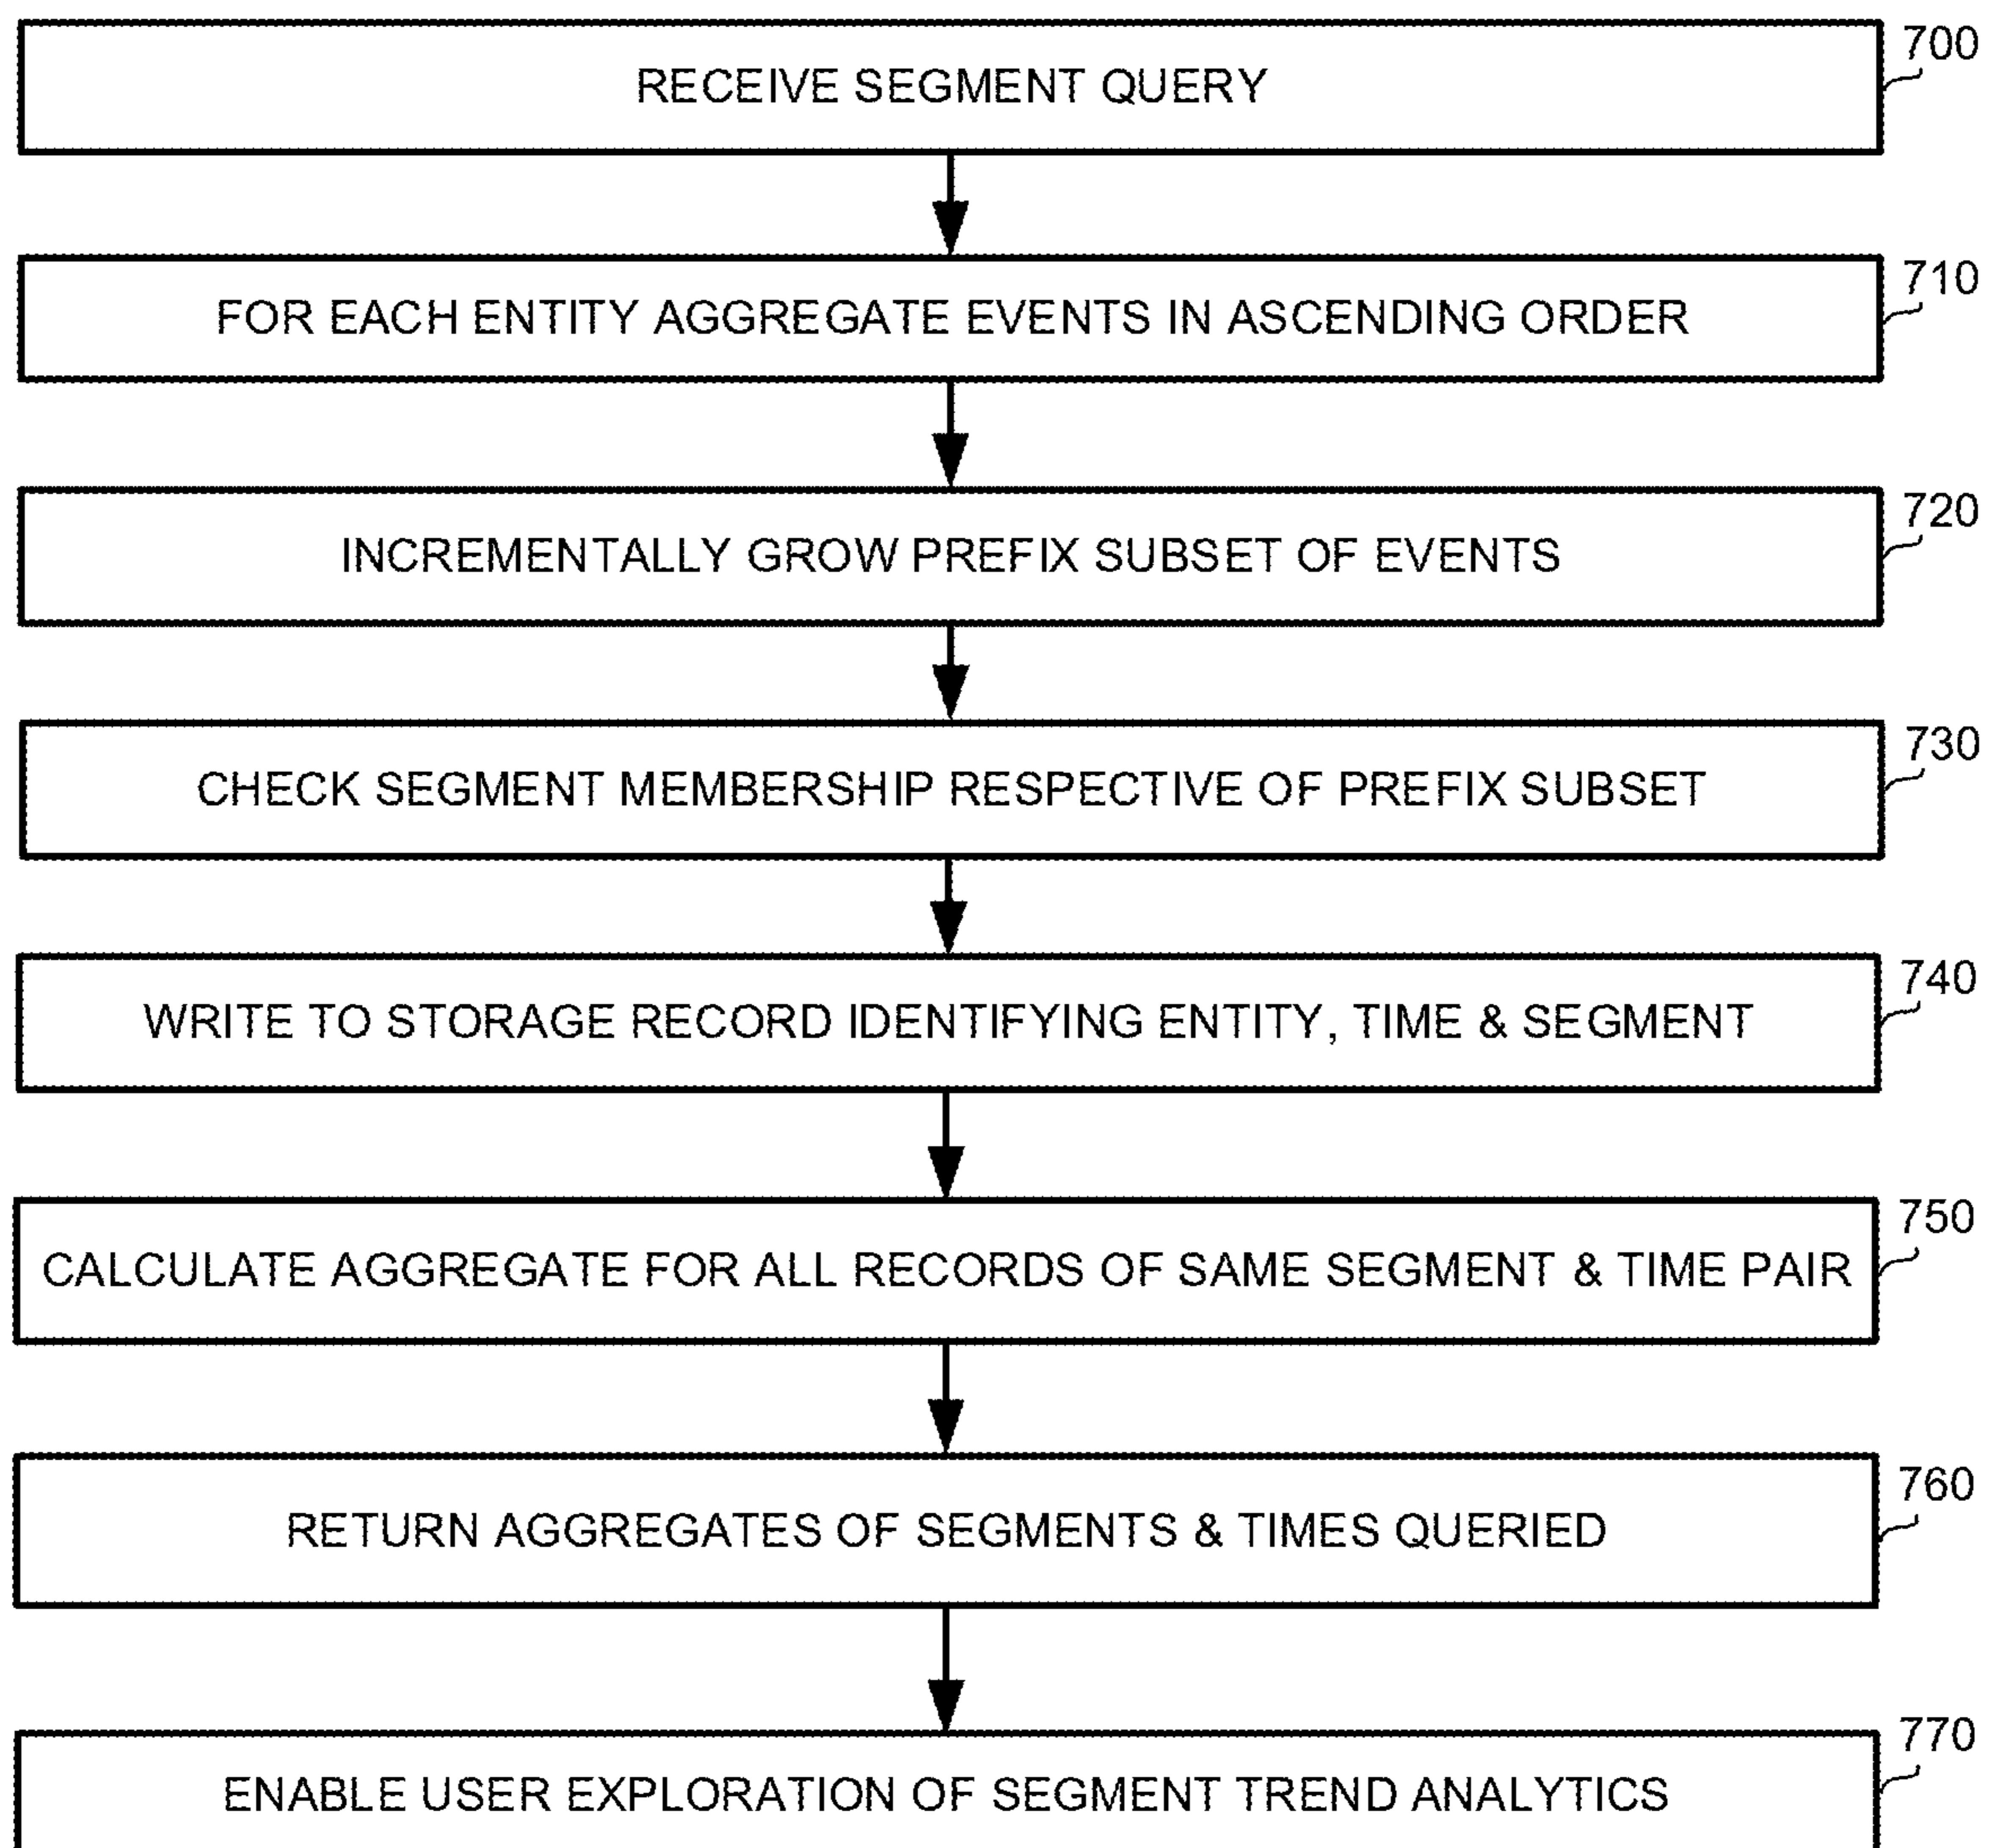 700
RECEIVE SEGMENT QUERY
710
FOR EACH ENTITY AGGREGATE EVENTS IN ASCENDING ORDER
720
INCREMENTALLY GROW PREFIX SUBSET OF EVENTS
730
CHECK SEGMENT MEMBERSHIP RESPECTIVE OF PREFIX SUBSET
740
WRITE TO STORAGE RECORD IDENTIFYING ENTITY, TIME & SEGMENT
750
CALCULATE AGGREGATE FOR ALL RECORDS OF SAME SEGMENT & TIME PAIR
760
RETURN AGGREGATES OF SEGMENTS & TIMES QUERIED
770
ENABLE USER EXPLORATION OF SEGMENT TREND ANALYTICS